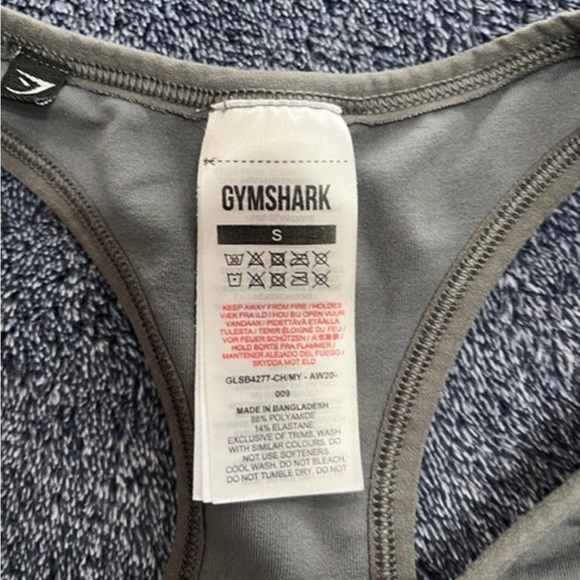 GYMSHARK
S
KEEP AWAY FROM FIRE / HOLDES
VÆK FRA ILD / HOU BIJ OPEN VUUR
VANDAAN / PIDETTÄVÄ ETÄÄLLÄ
TULESTA / TENIR ÉLOIGNÉ DU FEU /
VOR FEUER SCHÜTZEN /
HOLD BORTE FRA FLAMMER /
MANTENER ALEJADO DEL FUEGO /
SKYDDA MOT ELD
GLSB4277-CH/MY - AW20-
009
MADE IN BANGLADESH
86% POLYAMIDE
14% ELASTANE
EXCLUSIVE OF TRIMS. WASH
WITH SIMILAR COLOURS. DO
NOT USE SOFTENERS
COOL WASH. DO NOT BLEACH.
DO NOT TUMBLE DRY. DO NOT